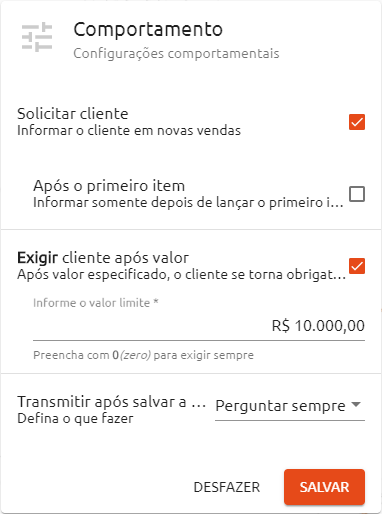 Comportamento
Configurações comportamentais
Solicitar cliente
Informar o cliente em novas vendas
Após o primeiro item
Informar somente depois de lançar o primeiro i...
Exigir cliente após valor
Após valor especificado, o cliente se torna obrigat...
Informe o valor limite *
R$ 10.000,00
Preencha com 0(zero) para exigir sempre
Transmitir após salvar a ...
Perguntar sempre
Defina o que fazer
DESFAZER
SALVAR